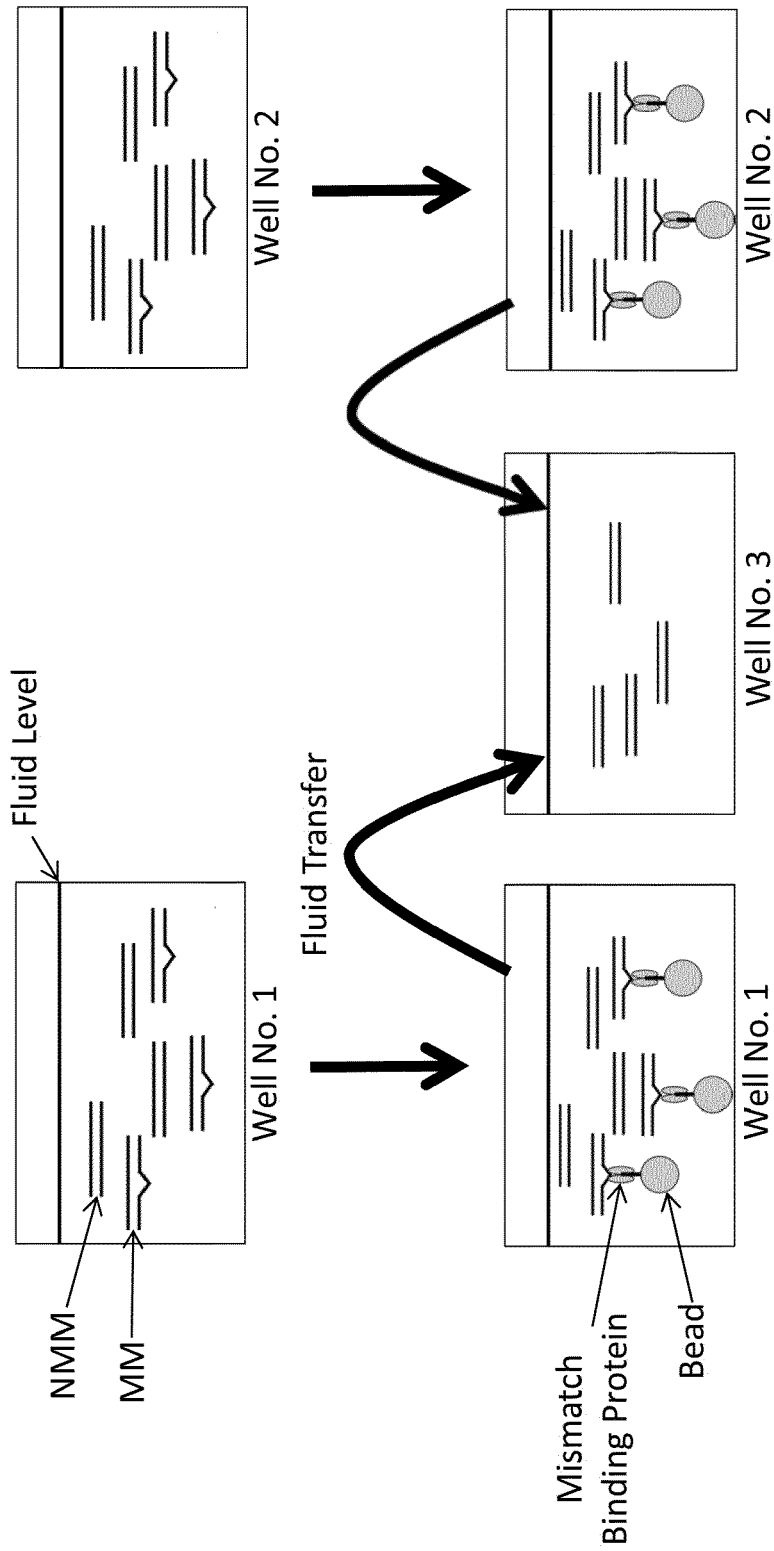 Fluid Level
NMM
MM
Well No. 1
Well No. 2
Fluid Transfer
Mismatch
Binding Protein
Bead
Well No. 1
Well No. 3
Well No. 2